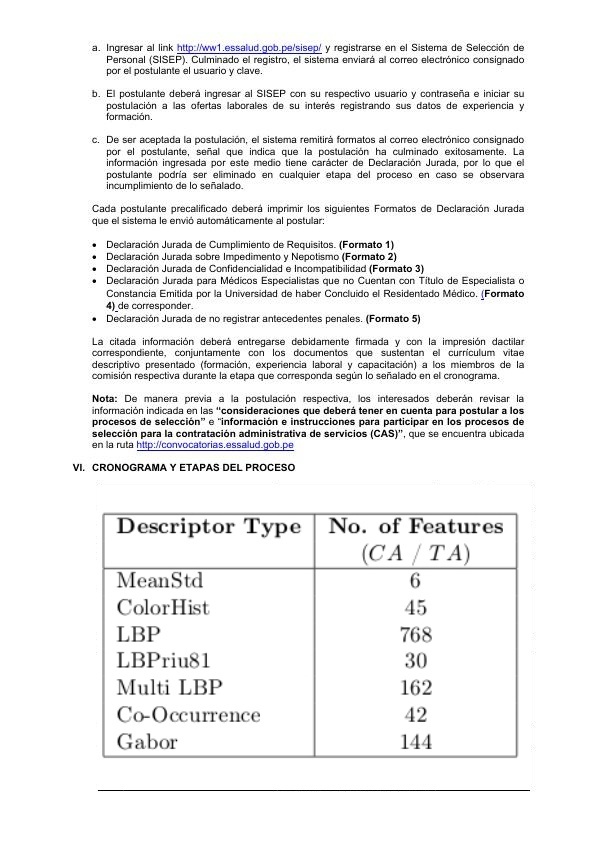 a. Ingresar al link http://ww1.essalud.gob.pe/sisep/ y registrarse en el Sistema de Selección de
Personal (SISEP). Culminado el registro, el sistema enviará al correo electrónico consignado
por el postulante el usuario y clave.
b. El postulante deberá ingresar al SISEP con su respectivo usuario y contraseña e iniciar su
postulación a las ofertas laborales de su interés registrando sus datos de experiencia y
formación.
c. De ser aceptada la postulación, el sistema remitirá formatos al correo electrónico consignado
por el postulante, señal que indica que la postulación ha culminado exitosamente. La
información ingresada por este medio tiene carácter de Declaración Jurada, por lo que el
postulante podría ser eliminado en cualquier etapa del proceso en caso se observara
incumplimiento de lo señalado.
Cada postulante precalificado deberá imprimir los siguientes Formatos de Declaración Jurada
que el sistema le envió automáticamente al postular:
• Declaración Jurada de Cumplimiento de Requisitos. (Formato 1)
• Declaración Jurada sobre Impedimento y Nepotismo (Formato 2)
• Declaración Jurada de Confidencialidad e Incompatibilidad (Formato 3)
• Declaración Jurada para Médicos Especialistas que no Cuentan con Título de Especialista o
Constancia Emitida por la Universidad de haber Concluido el Residentado Médico. (Formato
4) de corresponder.
• Declaración Jurada de no registrar antecedentes penales. (Formato 5)
La citada información deberá entregarse debidamente firmada y con la impresión dactilar
correspondiente, conjuntamente con los documentos que sustentan el currículum vitae
descriptivo presentado (formación, experiencia laboral y capacitación) a los miembros de la
comisión respectiva durante la etapa que corresponda según lo señalado en el cronograma.
Nota: De manera previa a la postulación respectiva, los interesados deberán revisar la
información indicada en las “consideraciones que deberá tener en cuenta para postular a los
procesos de selección” e “información e instrucciones para participar en los procesos de
selección para la contratación administrativa de servicios (CAS)”, que se encuentra ubicada
en la ruta http://convocatorias.essalud.gob.pe
VI. CRONOGRAMA Y ETAPAS DEL PROCESO
Descriptor Type No. of Features
(CA / TA)
MeanStd 6
ColorHist 45
LBP 768
LBPriu81 30
Multi LBP 162
Co-Occurrence 42
Gabor 144